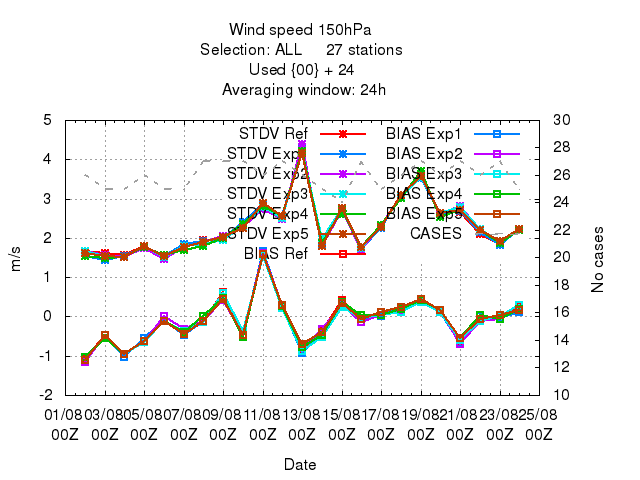 Wind speed 150hPa
Selection: ALL 27 stations
Used {00} + 24
Averaging window: 24h
5 30
4 28
3 26
2 24
1 22
0 20
-1 18
-2 16
14
12
10
STDV Ref
STDV Exp1
STDV Exp2
STDV Exp3
STDV Exp4
STDV Exp5
BIAS Ref
BIAS Exp1
BIAS Exp2
BIAS Exp3
BIAS Exp4
BIAS Exp5
CASES
m/s
No cases
01/08 03/08 05/08 07/08 09/08 11/08 13/08 15/08 17/08 19/08 21/08 23/08 25/08
00Z 00Z 00Z 00Z 00Z 00Z 00Z 00Z 00Z 00Z 00Z 00Z 00Z
Date